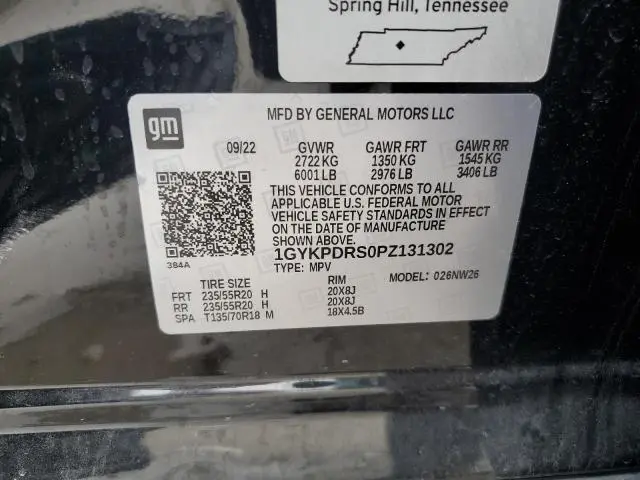 Spring Hill, Tennessee
gm
MFD BY GENERAL MOTORS LLC
09/22 GVWR GAWR FRT GAWR RR
2722 KG 1350 KG 1545 KG
6001 LB 2976 LB 3406 LB
THIS VEHICLE CONFORMS TO ALL
APPLICABLE U.S. FEDERAL MOTOR
VEHICLE SAFETY STANDARDS IN EFFECT
ON THE DATE OF MANUFACTURE
SHOWN ABOVE.
1GYKPDRS0PZ131302
384A
TYPE: MPV MODEL: 026NW26
TIRE SIZE RIM
FRT 235/55R20 H 20X8J
RR 235/55R20 H 20X8J
SPA T135/70R18 M 18X4.5B